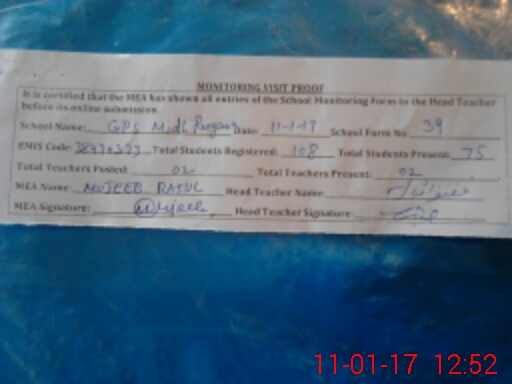 MONITORING VISIT PROOF
It is certified that the MEA has shown all entries of the School Monitoring Form to the Head Teacher
before its online submission
School Name: GPS Date: 11-1-17 School Form No 39
EMIS Code: Total Students Registered: 108 Total Students Present: 75
Total Teachers Posted: 02 Total Teachers Present: 02
MEA Name: MUJEEB RASUL Head Teacher Name:
MEA Signature: Mujeeb Head Teacher Signature:
11-01-17 12:52